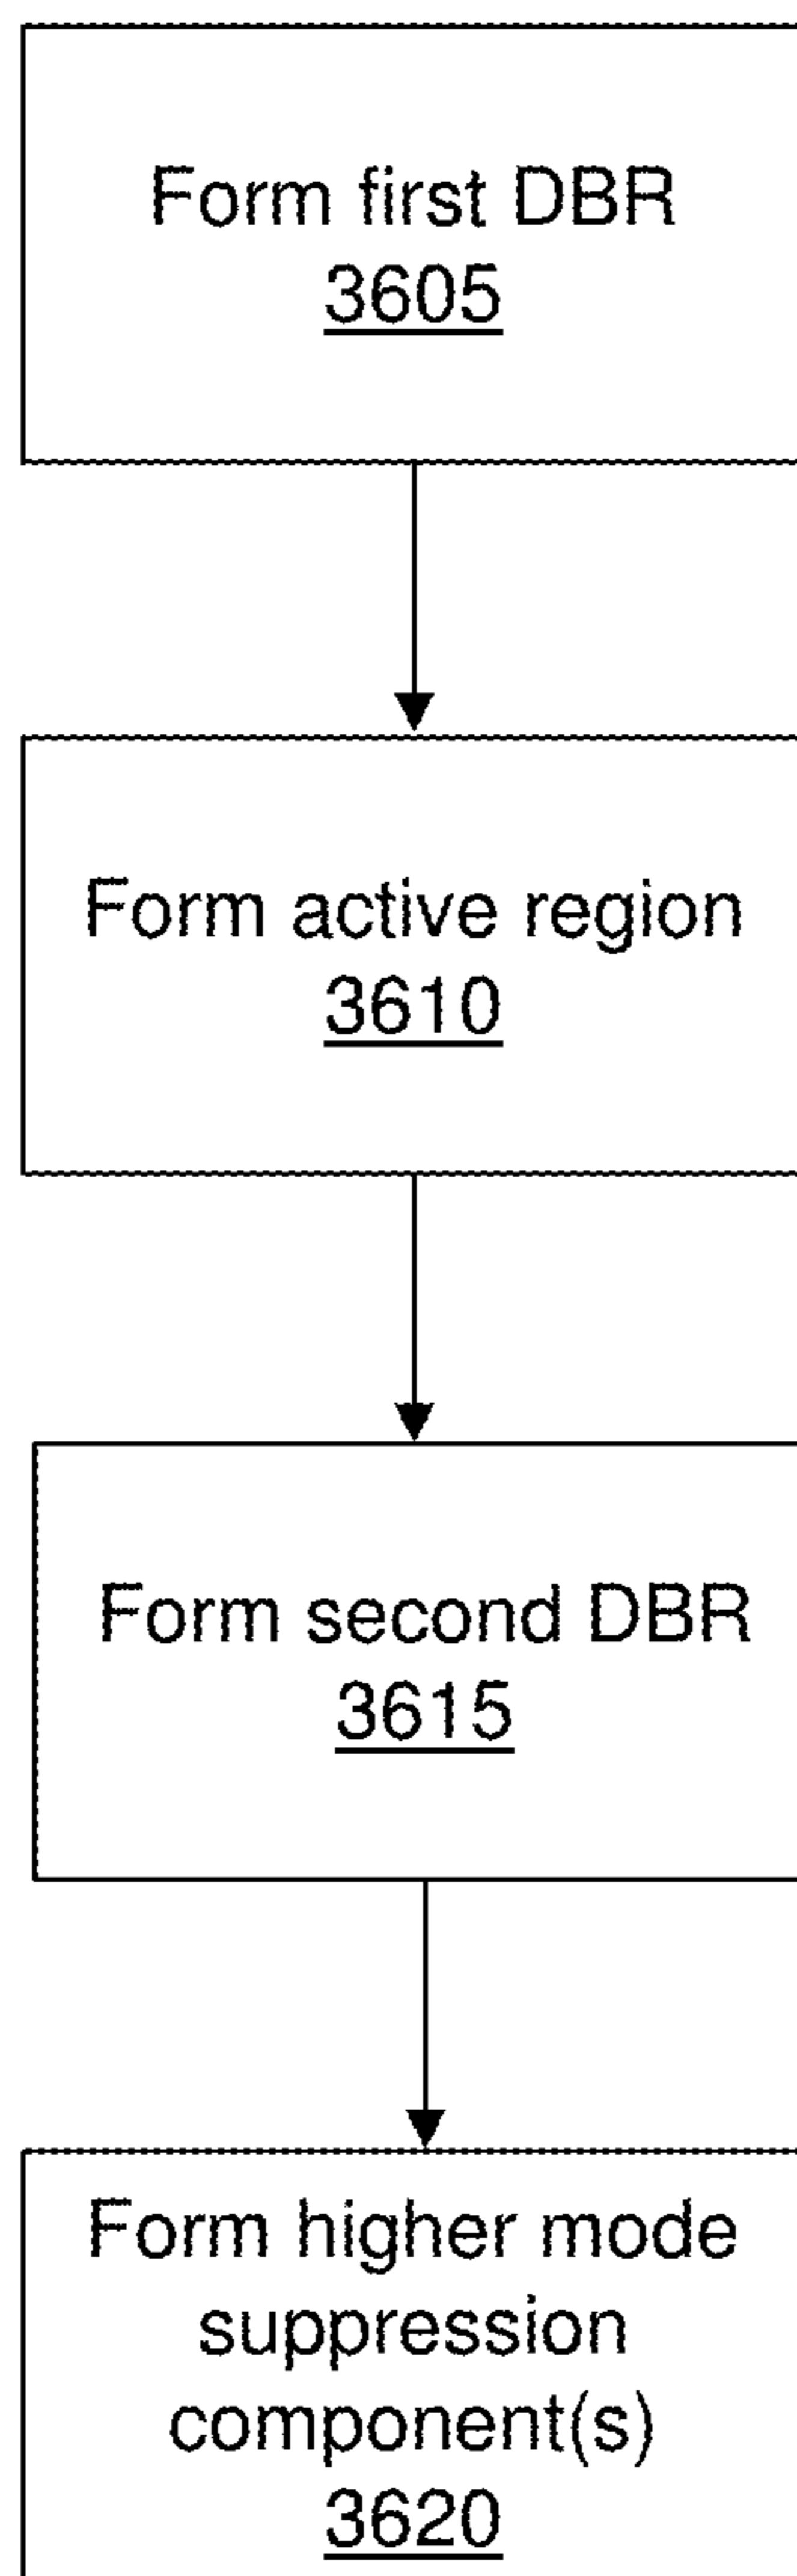 Form first DBR
3605
Form active region
3610
Form second DBR
3615
Form higher mode
suppression
component(s)
3620